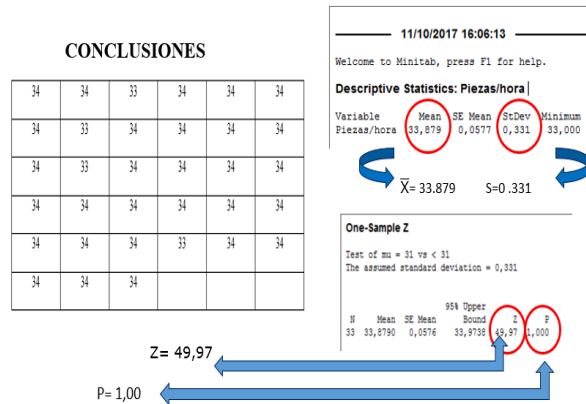 CONCLUSIONES
34 34 33 34 34 34
34 33 34 34 34 34
34 33 34 34 34 34
34 34 34 34 34 34
34 34 34 33 34 34
34 34 34
11/10/2017 16:06:13
Welcome to Minitab, press F1 for help.
Descriptive Statistics: Piezas/hora
Variable Mean SE Mean StDev Minimum
Piezas/hora 33,879 0,0577 0,331 33,000
X̅= 33.879 S=0 .331
One-Sample Z
Test of mu = 31 vs < 31
The assumed standard deviation = 0,331
95% Upper
N Mean SE Mean Bound Z P
33 33,8790 0,0576 33,9738 49,97 1,000
Z= 49,97
P= 1,00